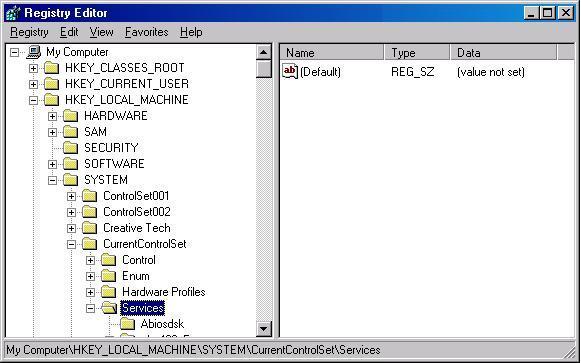 Registry Editor
Registry Edit View Favorites Help
My Computer
HKEY_CLASSES_ROOT
HKEY_CURRENT_USER
HKEY_LOCAL_MACHINE
HARDWARE
SAM
SECURITY
SOFTWARE
SYSTEM
ControlSet001
ControlSet002
Creative Tech
CurrentControlSet
Control
Enum
Hardware Profiles
Services
Abiosdsk
Name Type Data
ab (Default) REG_SZ (value not set)
My Computer\HKEY_LOCAL_MACHINE\SYSTEM\CurrentControlSet\Services